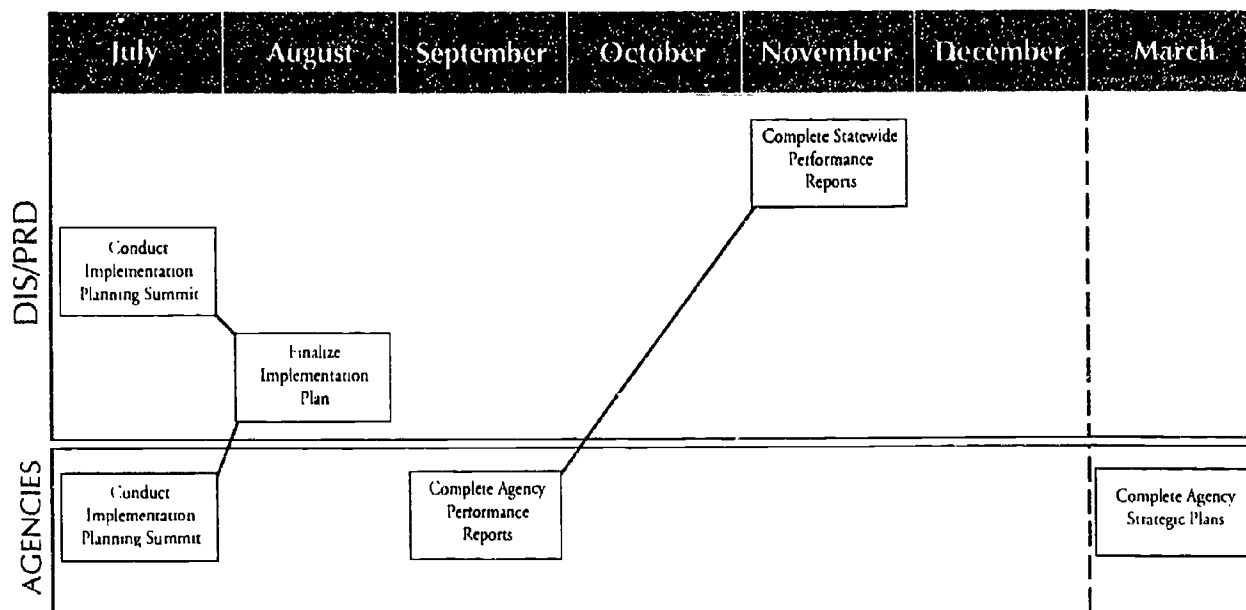 July August September October November December March
DIS/PRD
Complete Statewide
Performance
Reports
Conduct
Implementation
Planning Summit
Finalize
Implementation
Plan
AGENCIES
Conduct
Implementation
Planning Summit
Complete Agency
Performance
Reports
Complete Agency
Strategic Plans